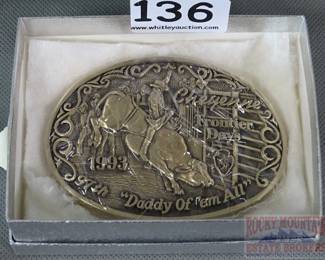 136
www.whitleyauction.com
Cheyenne
Frontier
Days
1993
97th "Daddy Of 'em All"
ROCKY MOUNTAIN
ESTATE BROKERS